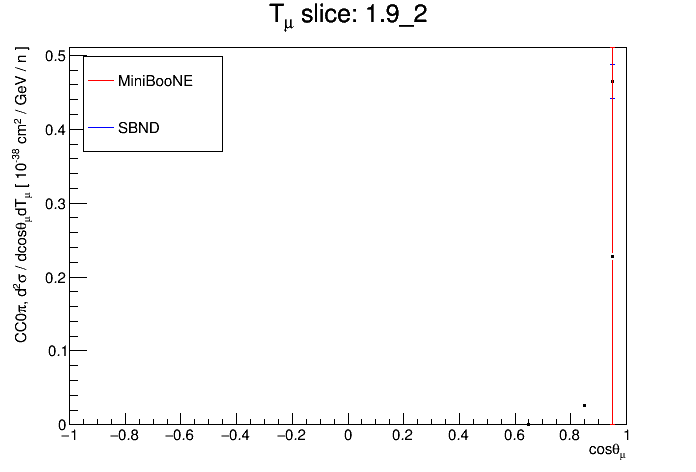 Tμ slice: 1.9_2
CC0π, d²σ / dcosθμdTμ [ 10⁻³⁸ cm² / GeV / n ]
0.5
0.4
0.3
0.2
0.1
0
MiniBooNE
SBND
−1 −0.8 −0.6 −0.4 −0.2 0 0.2 0.4 0.6 0.8 1
cosθμ